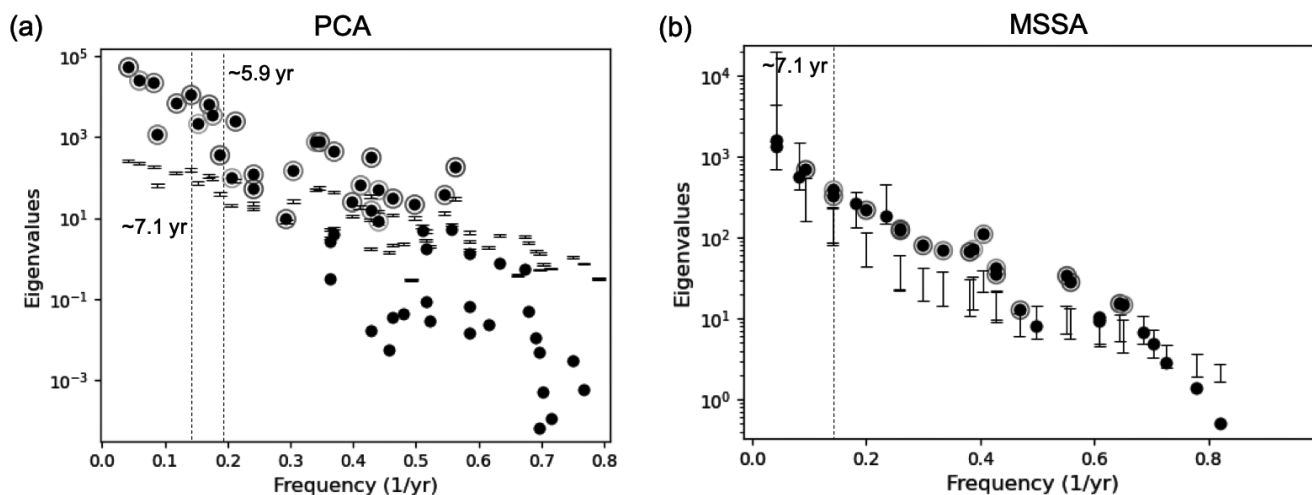 (a) PCA
10^5
10^3
10^1
10^-1
10^-3
Eigenvalues
~5.9 yr
~7.1 yr
0.0 0.1 0.2 0.3 0.4 0.5 0.6 0.7 0.8
Frequency (1/yr)
(b) MSSA
10^4
10^3
10^2
10^1
10^0
Eigenvalues
~7.1 yr
0.0 0.2 0.4 0.6 0.8
Frequency (1/yr)